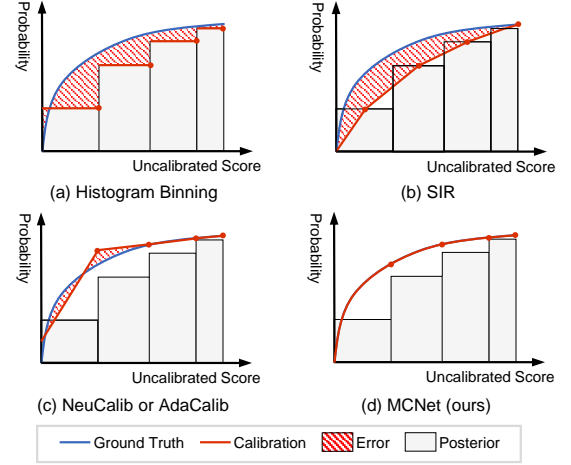 Probability
Probability
Uncalibrated Score
Uncalibrated Score
(a) Histogram Binning
(b) SIR
Probability
Probability
Uncalibrated Score
Uncalibrated Score
(c) NeuCalib or AdaCalib
(d) MCNet (ours)
Ground Truth Calibration Error Posterior